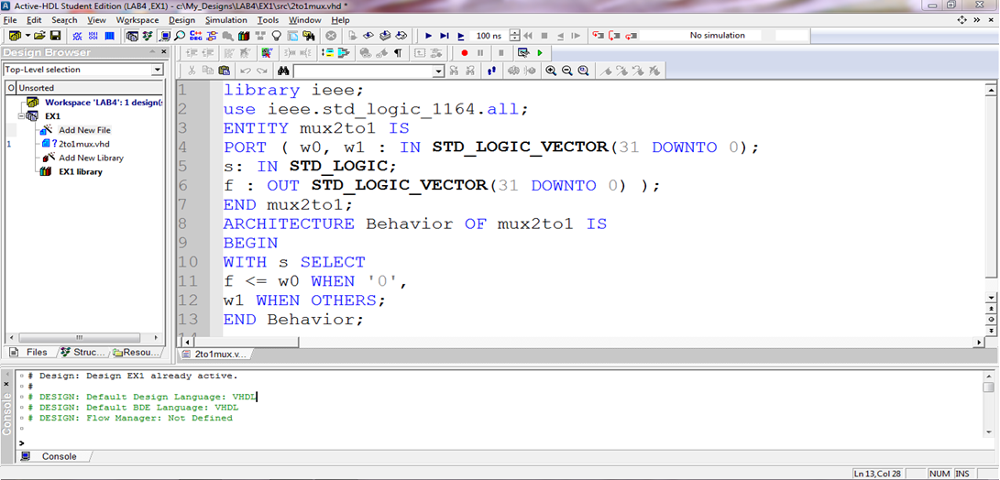 Active-HDL Student Edition (LAB4 ,EX1) - c:\My_Designs\LAB4\EX1\src\2to1mux.vhd *
File Edit Search View Workspace Design Simulation Tools Window Help
100 ns
No simulation
Design Browser
Top-Level selection
O Unsorted
Workspace 'LAB4': 1 design(s
EX1
Add New File
1 ? 2to1mux.vhd
Add New Library
EX1 library
Files Struc... Resou...
1 library ieee;
2 use ieee.std_logic_1164.all;
3 ENTITY mux2to1 IS
4 PORT ( w0, w1 : IN STD_LOGIC_VECTOR(31 DOWNTO 0);
5 s: IN STD_LOGIC;
6 f : OUT STD_LOGIC_VECTOR(31 DOWNTO 0) );
7 END mux2to1;
8 ARCHITECTURE Behavior OF mux2to1 IS
9 BEGIN
10 WITH s SELECT
11 f <= w0 WHEN '0',
12 w1 WHEN OTHERS;
13 END Behavior;
2to1mux.v...
Console
# Design: Design EX1 already active.
#
# DESIGN: Default Design Language: VHDL
# DESIGN: Default BDE Language: VHDL
# DESIGN: Flow Manager: Not Defined
>
Console
Ln 13,Col 28 NUM INS